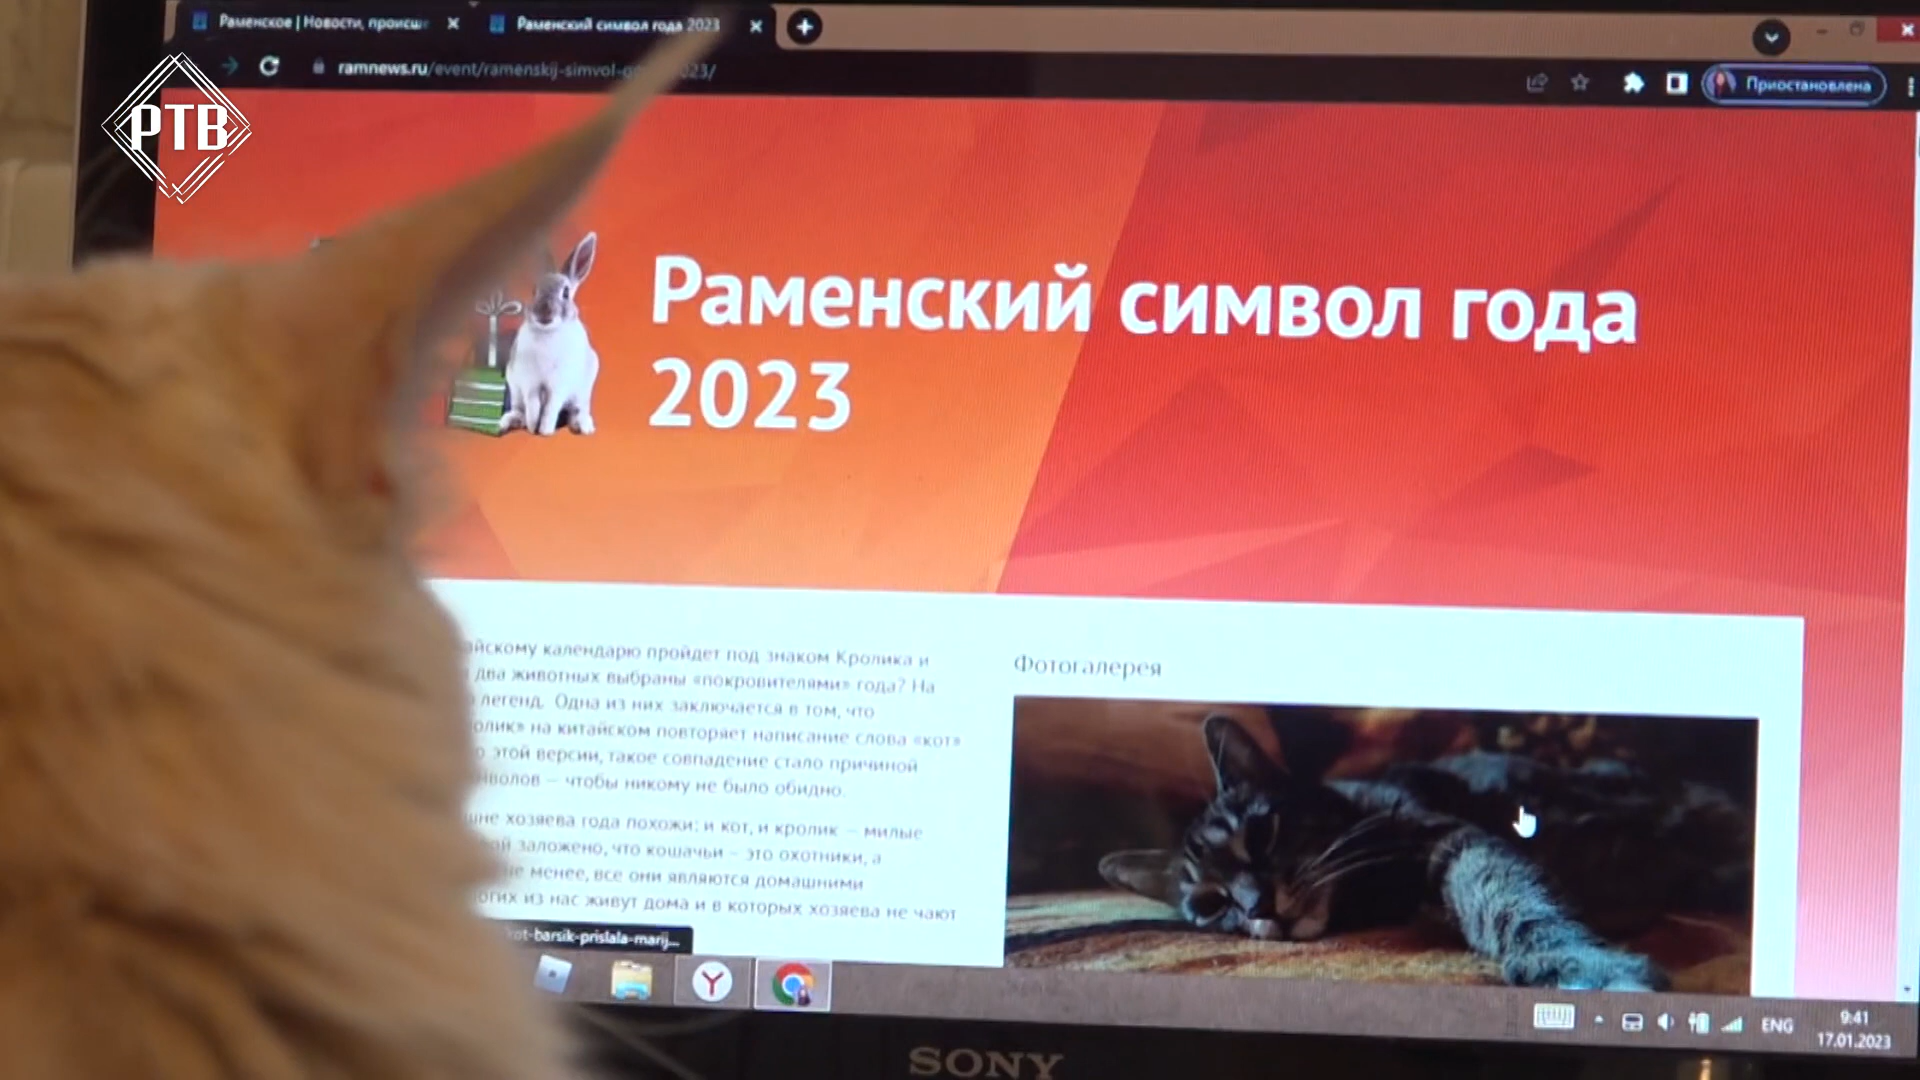 Раменское | Новости, происш
Раменский символ года 2023
ramnews.ru/event/ramenskij-simvol-go 023/
Приостановлена
РТВ
Раменский символ года
2023
айскому календарю пройдет под знаком Кролика и
два животных выбраны «покровителями» года? На
легенд. Одна из них заключается в том, что
олик» на китайском повторяет написание слова «кот»
о этой версии, такое совпадение стало причиной
мволов – чтобы никому не было обидно.
шне хозяева года похожи: и кот, и кролик – милые
ой заложено, что кошачьи – это охотники, а
не менее, все они являются домашними
огих из нас живут дома и в которых хозяева не чают
Фотогалерея
kot-barsik-prislala-marij...
ENG
9:41
17.01.2023
SONY